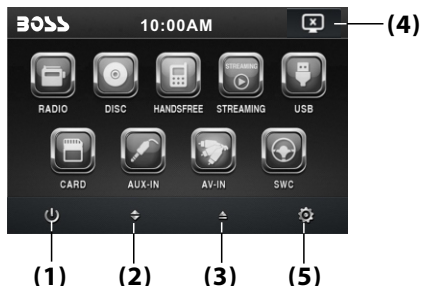 BOSS 10:00AM (4)
STREAMING
RADIO DISC HANDSFREE STREAMING USB
CARD AUX-IN AV-IN SWC
(1) (2) (3) (5)